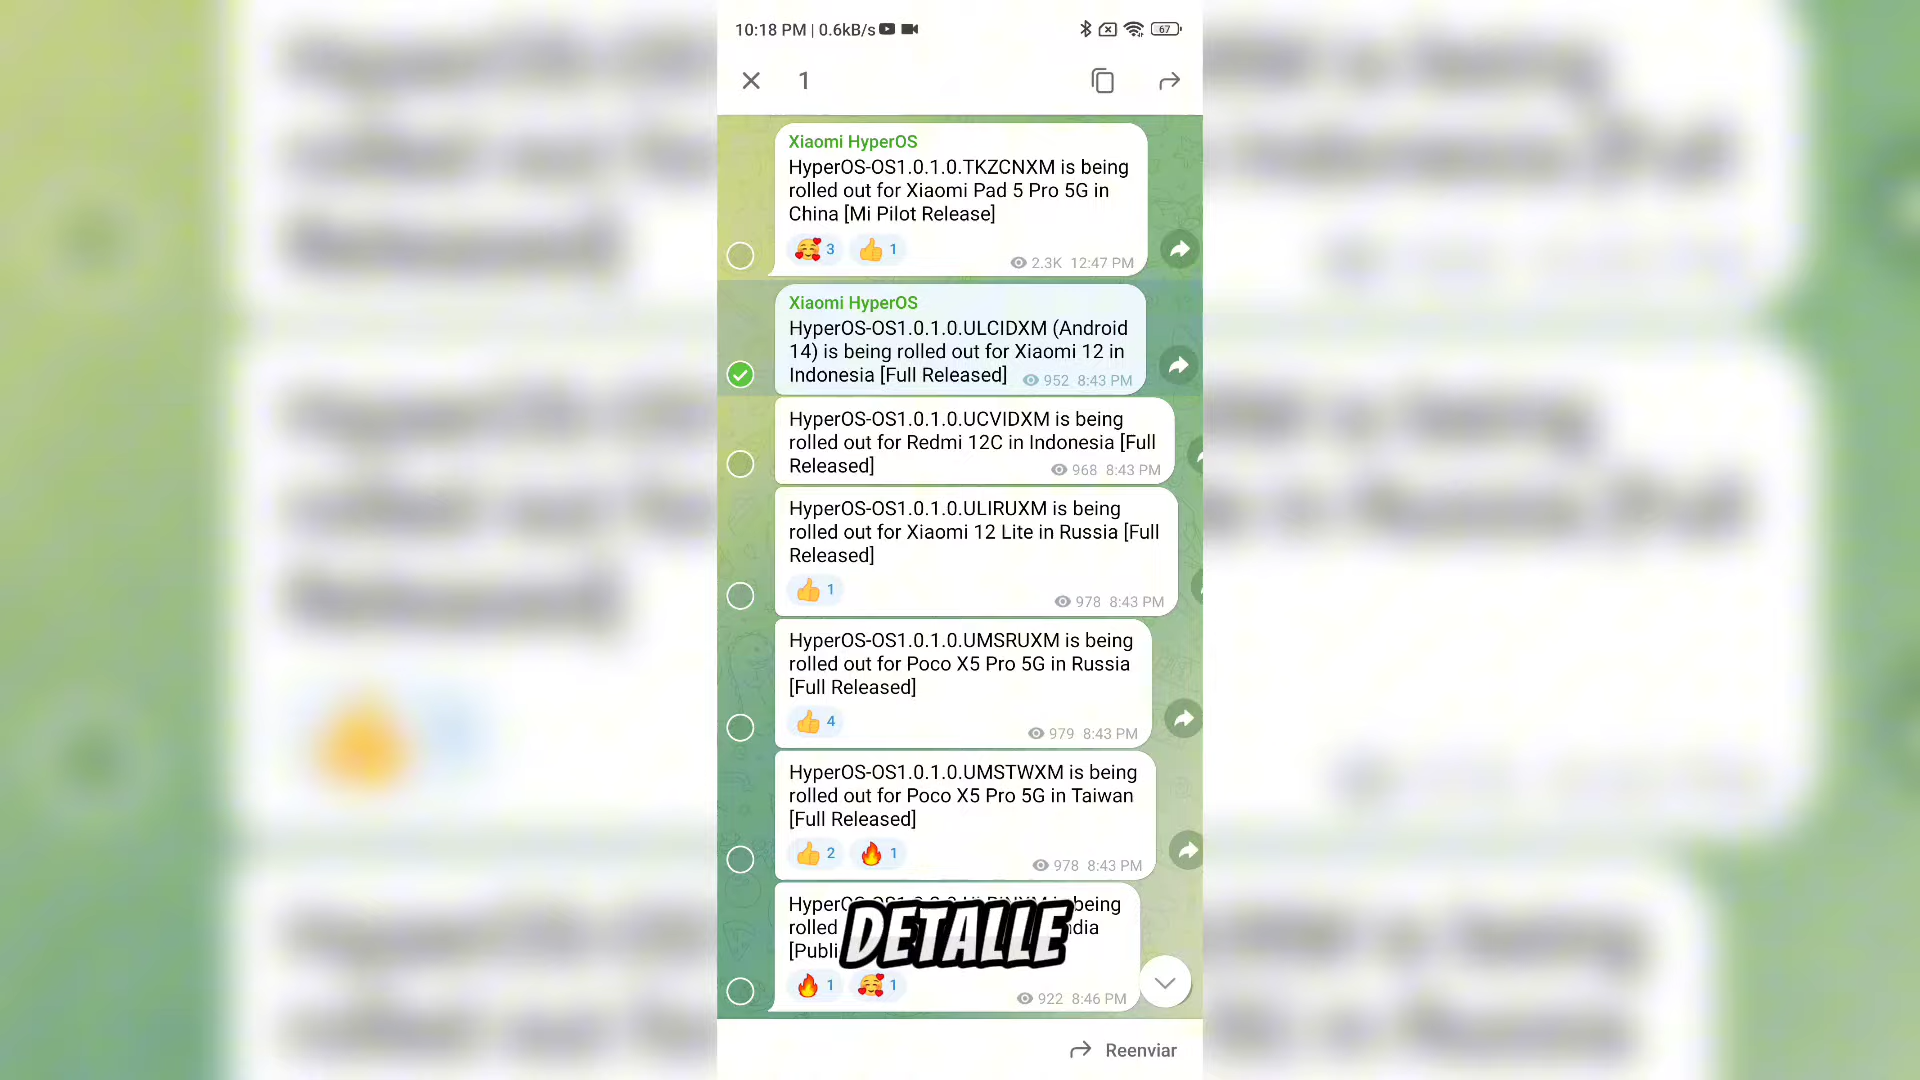 10:18 PM | 0.6kB/s
67
1
Xiaomi HyperOS
HyperOS-OS1.0.1.0.TKZCNXM is being
rolled out for Xiaomi Pad 5 Pro 5G in
China [Mi Pilot Release]
3 1
2.3K 12:47 PM
Xiaomi HyperOS
HyperOS-OS1.0.1.0.ULCIDXM (Android
14) is being rolled out for Xiaomi 12 in
Indonesia [Full Released] 952 8:43 PM
HyperOS-OS1.0.1.0.UCVIDXM is being
rolled out for Redmi 12C in Indonesia [Full
Released] 968 8:43 PM
HyperOS-OS1.0.1.0.ULIRUXM is being
rolled out for Xiaomi 12 Lite in Russia [Full
Released]
1
978 8:43 PM
HyperOS-OS1.0.1.0.UMSRUXM is being
rolled out for Poco X5 Pro 5G in Russia
[Full Released]
4
979 8:43 PM
HyperOS-OS1.0.1.0.UMSTWXM is being
rolled out for Poco X5 Pro 5G in Taiwan
[Full Released]
2 1
978 8:43 PM
being
rolled
DETALLE
1 1
922 8:46 PM
Reenviar